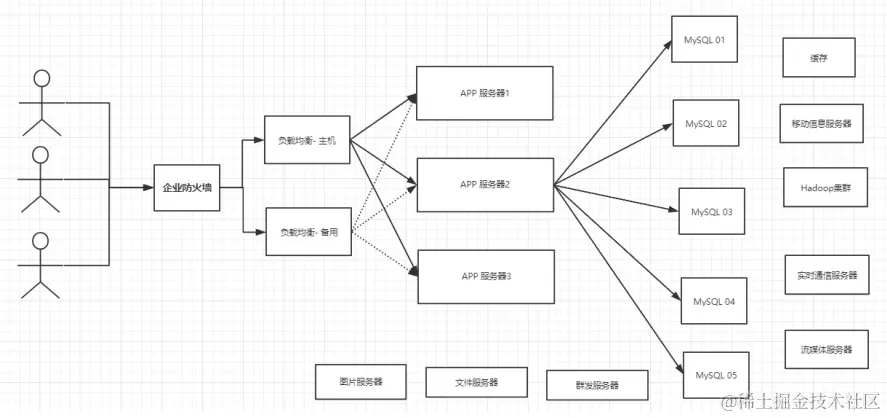 MySQL 01
缓存
APP 服务器1
移动信息服务器
MySQL 02
负载均衡- 主机
企业防火墙
APP 服务器2
Hadoop集群
MySQL 03
负载均衡- 备用
APP 服务器3
实时通信服务器
MySQL 04
流媒体服务器
MySQL 05
图片服务器
文件服务器
群发服务器
@稀土掘金技术社区